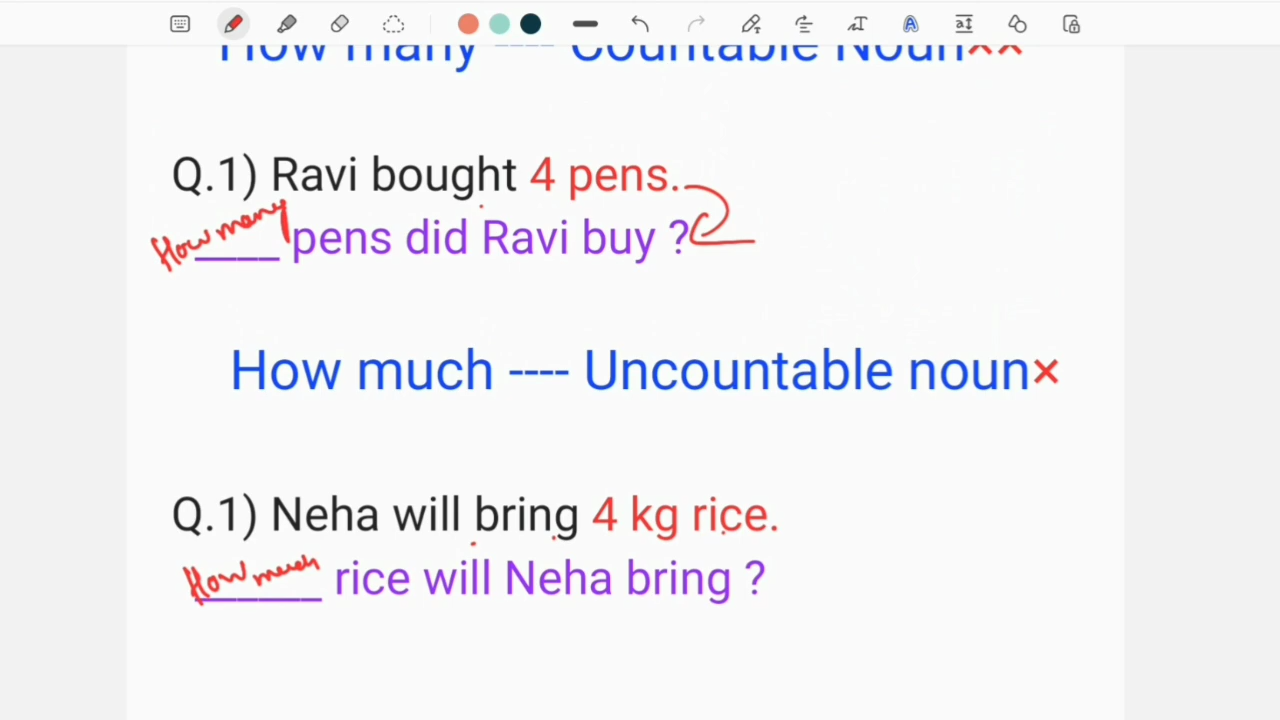 How many ---- Countable Noun××
Q.1) Ravi bought 4 pens.
How many pens did Ravi buy ?
How much ---- Uncountable noun×
Q.1) Neha will bring 4 kg rice.
How much rice will Neha bring ?